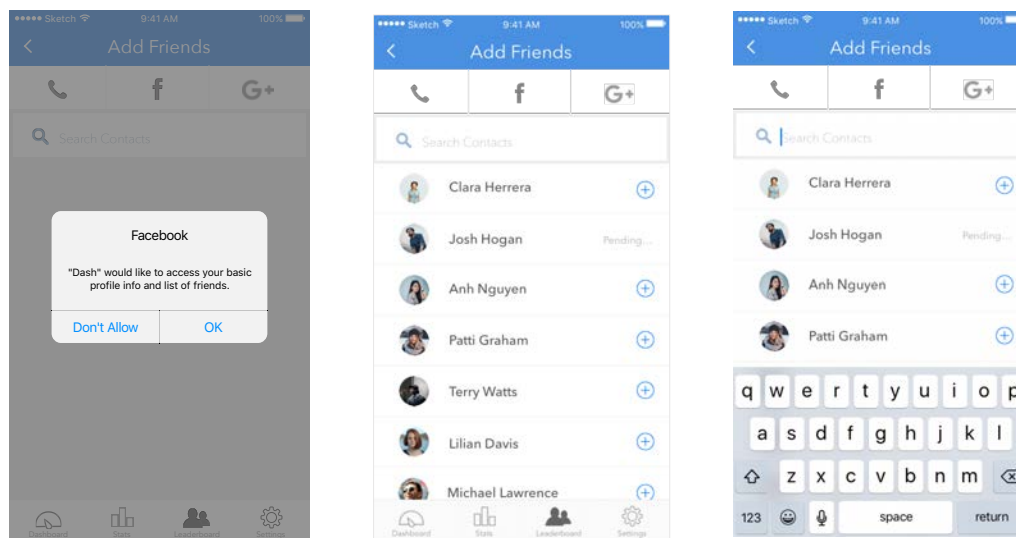 Sketch 9:41 AM 100%
Add Friends
f G+
Search Contacts
Facebook
"Dash" would like to access your basic
profile info and list of friends.
Don't Allow OK
Dashboard Stats Leaderboard Settings
Sketch 9:41 AM 100%
Add Friends
f G+
Search Contacts
Clara Herrera
Josh Hogan Pending...
Anh Nguyen
Patti Graham
Terry Watts
Lilian Davis
Michael Lawrence
Dashboard Stats Leaderboard Settings
Sketch 9:41 AM 100%
Add Friends
f G+
Search Contacts
Clara Herrera
Josh Hogan Pending...
Anh Nguyen
Patti Graham
q w e r t y u i o p
a s d f g h j k l
z x c v b n m
123 space return